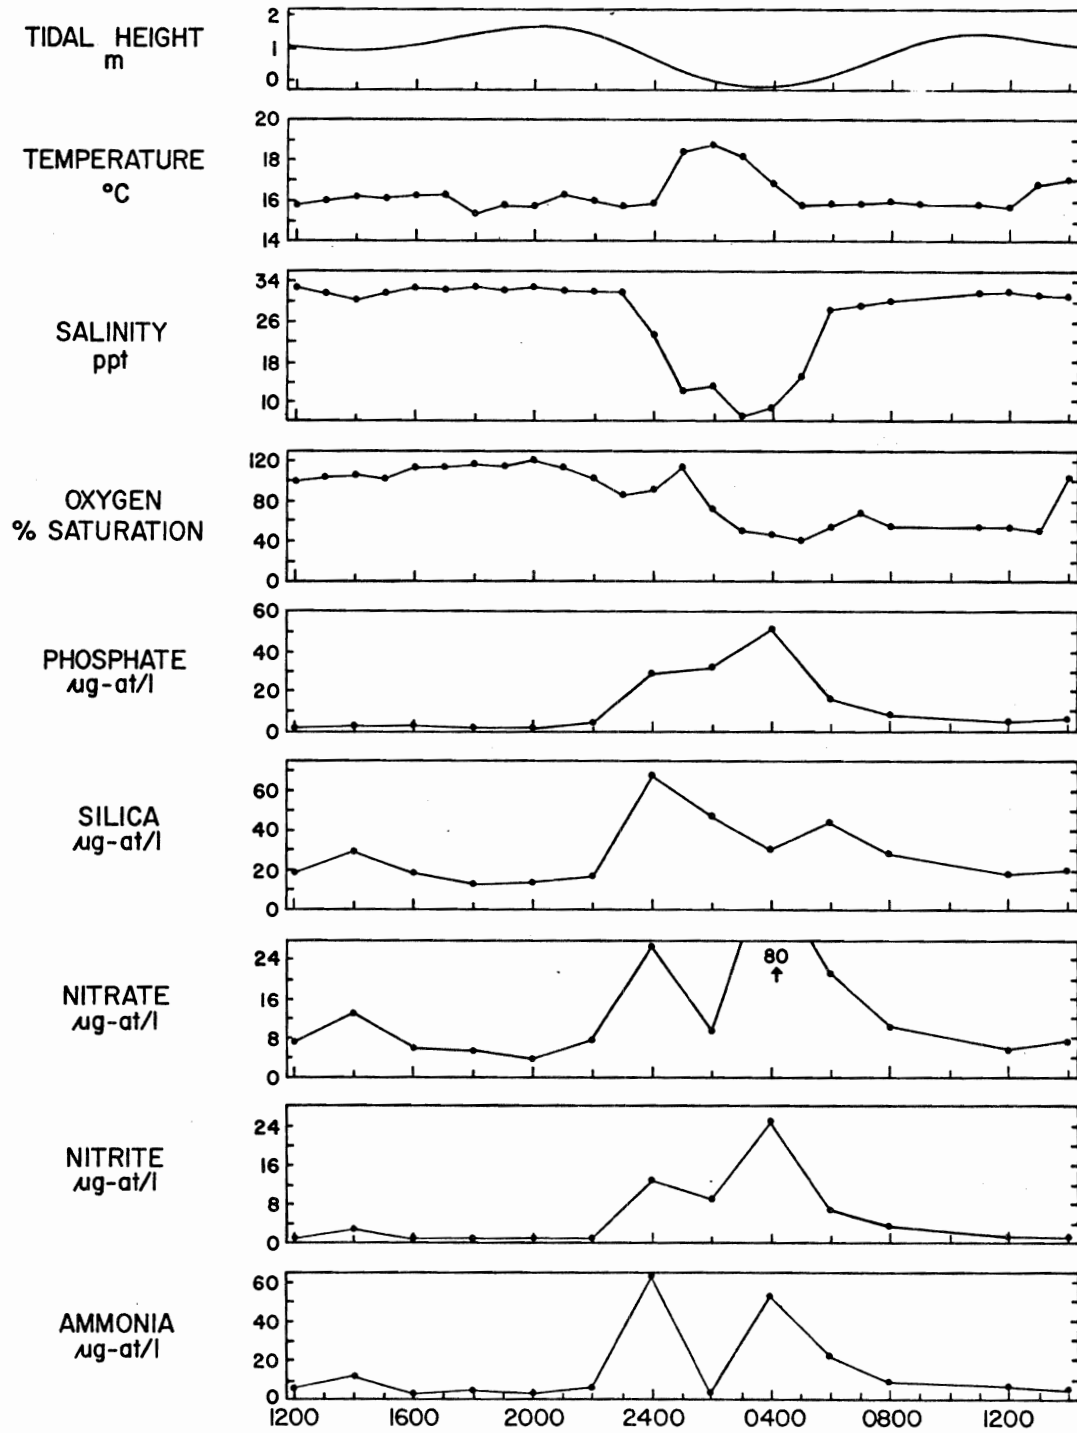 TIDAL HEIGHT
m
2
1
0
TEMPERATURE
°C
20
18
16
14
SALINITY
ppt
34
26
18
10
OXYGEN
% SATURATION
120
80
40
0
PHOSPHATE
µg-at/l
60
40
20
0
SILICA
µg-at/l
60
40
20
0
NITRATE
µg-at/l
24
16
8
0
80
NITRITE
µg-at/l
24
16
8
0
AMMONIA
µg-at/l
60
40
20
0
1200 1600 2000 2400 0400 0800 1200